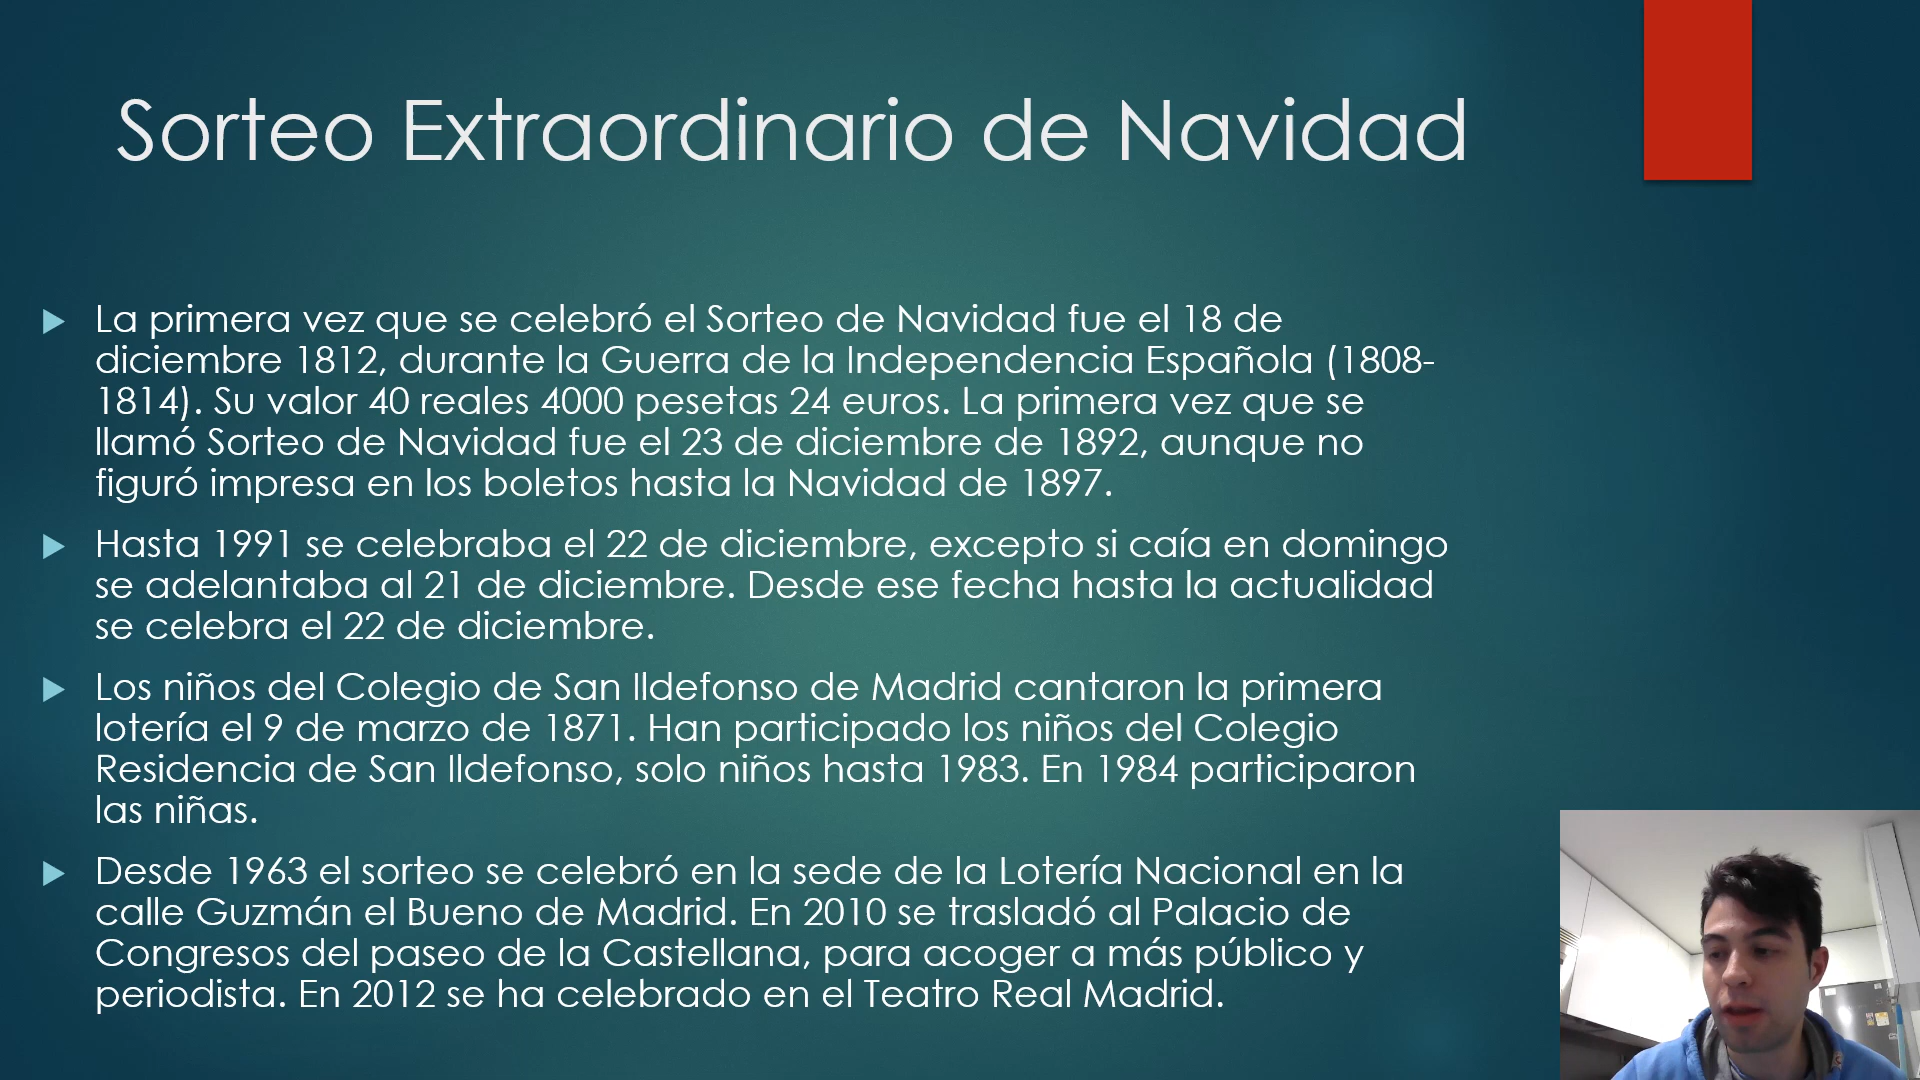 Sorteo Extraordinario de Navidad
La primera vez que se celebró el Sorteo de Navidad fue el 18 de
diciembre 1812, durante la Guerra de la Independencia Española (1808-
1814). Su valor 40 reales 4000 pesetas 24 euros. La primera vez que se
llamó Sorteo de Navidad fue el 23 de diciembre de 1892, aunque no
figuró impresa en los boletos hasta la Navidad de 1897.
Hasta 1991 se celebraba el 22 de diciembre, excepto si caía en domingo
se adelantaba al 21 de diciembre. Desde ese fecha hasta la actualidad
se celebra el 22 de diciembre.
Los niños del Colegio de San Ildefonso de Madrid cantaron la primera
lotería el 9 de marzo de 1871. Han participado los niños del Colegio
Residencia de San Ildefonso, solo niños hasta 1983. En 1984 participaron
las niñas.
Desde 1963 el sorteo se celebró en la sede de la Lotería Nacional en la
calle Guzmán el Bueno de Madrid. En 2010 se trasladó al Palacio de
Congresos del paseo de la Castellana, para acoger a más público y
periodista. En 2012 se ha celebrado en el Teatro Real Madrid.